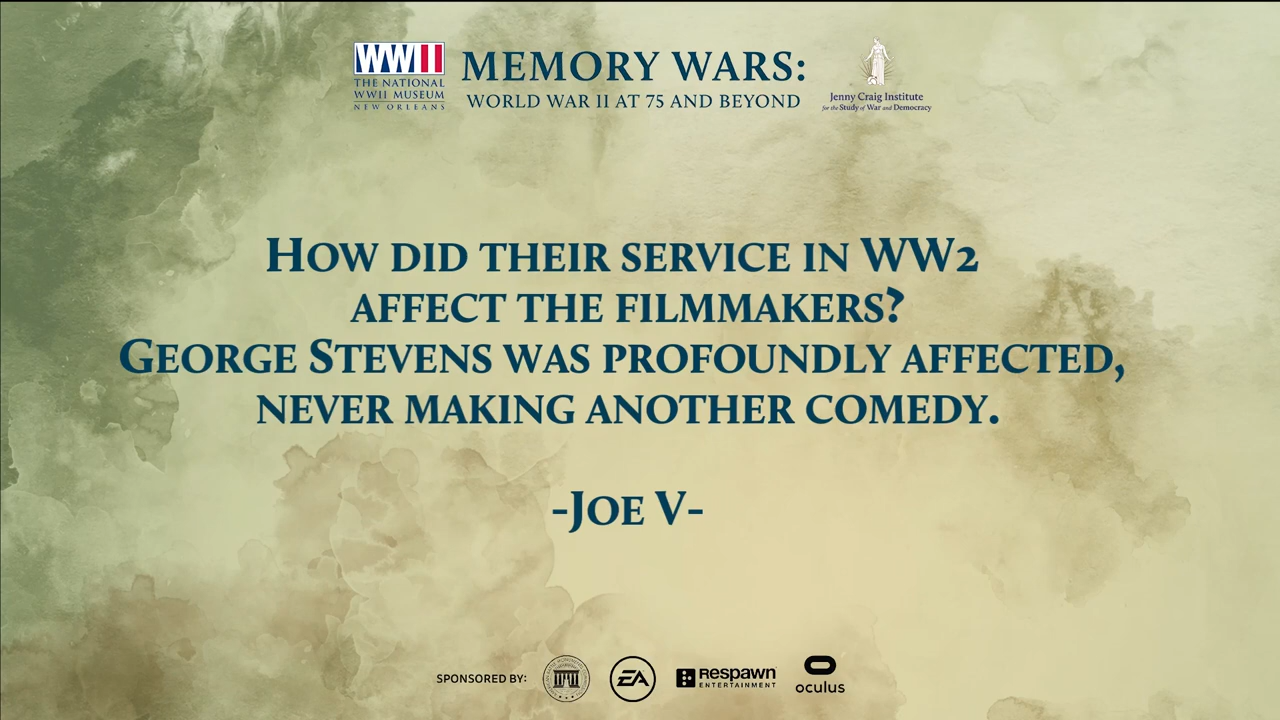 WWII
THE NATIONAL
WWII MUSEUM
NEW ORLEANS
MEMORY WARS:
WORLD WAR II AT 75 AND BEYOND
Jenny Craig Institute
for the Study of War and Democracy
HOW DID THEIR SERVICE IN WW2
AFFECT THE FILMMAKERS?
GEORGE STEVENS WAS PROFOUNDLY AFFECTED,
NEVER MAKING ANOTHER COMEDY.
-JOE V-
SPONSORED BY:
EA
RESPAWN
ENTERTAINMENT
oculus